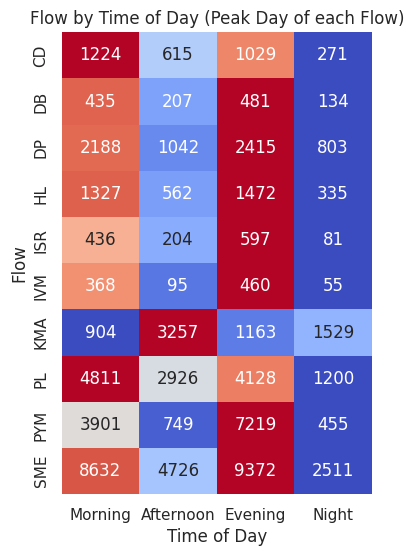 Flow by Time of Day (Peak Day of each Flow)
Flow
CD 1224 615 1029 271
DB 435 207 481 134
DP 2188 1042 2415 803
HL 1327 562 1472 335
ISR 436 204 597 81
IVM 368 95 460 55
KMA 904 3257 1163 1529
PL 4811 2926 4128 1200
PYM 3901 749 7219 455
SME 8632 4726 9372 2511
Morning Afternoon Evening Night
Time of Day